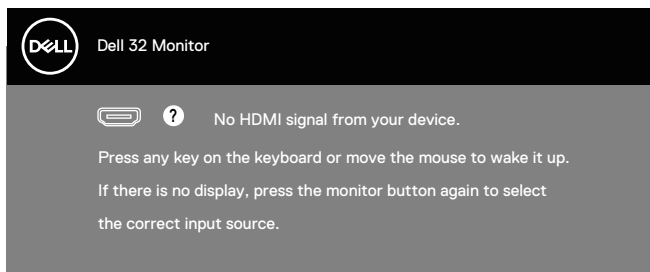 DELL
Dell 32 Monitor
?
No HDMI signal from your device.
Press any key on the keyboard or move the mouse to wake it up.
If there is no display, press the monitor button again to select
the correct input source.